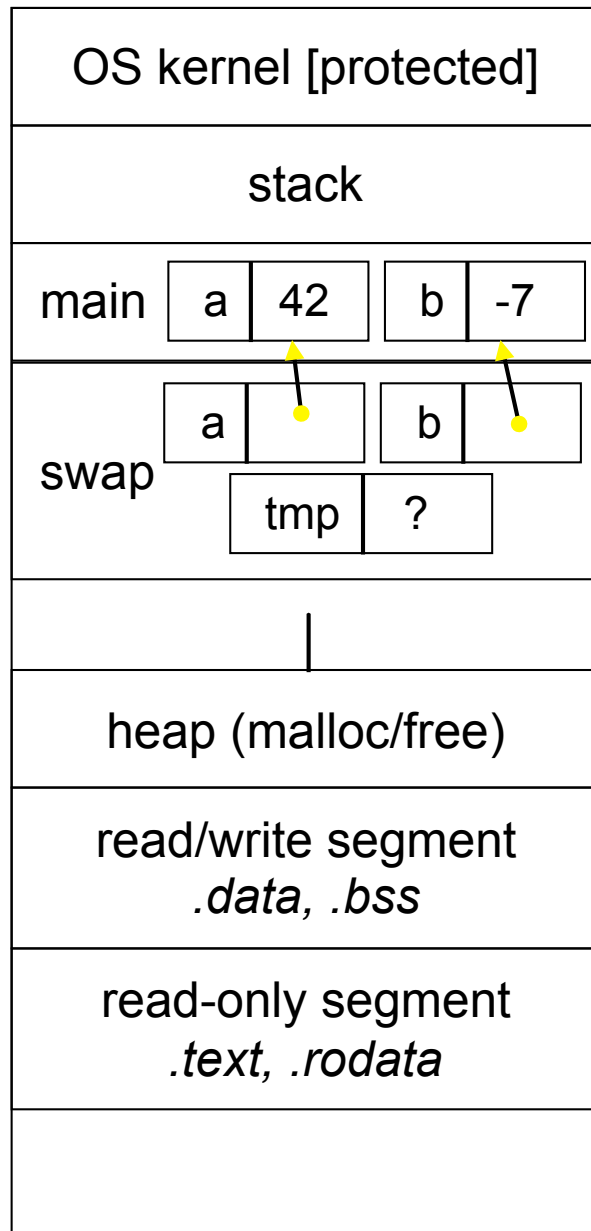 OS kernel [protected]
stack
main a 42 b -7
a b
swap
tmp ?
heap (malloc/free)
read/write segment
.data, .bss
read-only segment
.text, .rodata